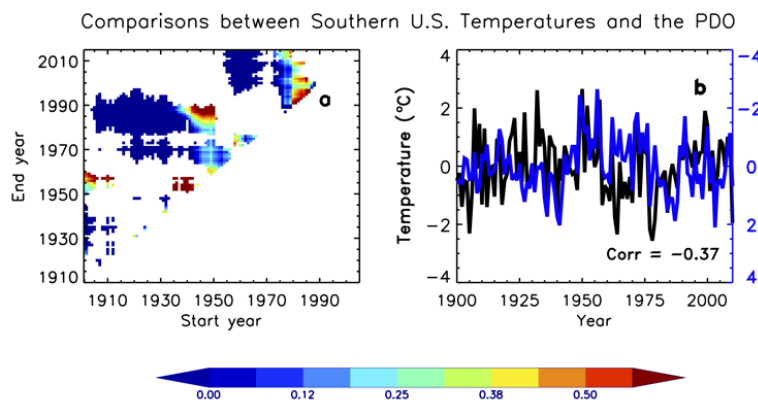 Comparisons between Southern U.S. Temperatures and the PDO
2010
1990
1970
1950
1930
1910
End year
1910 1930 1950 1970 1990
Start year
a
4
2
0
-2
-4
Temperature (°C)
1900 1925 1950 1975 2000
Year
b
Corr = -0.37
-4
-2
0
2
4
0.00 0.12 0.25 0.38 0.50